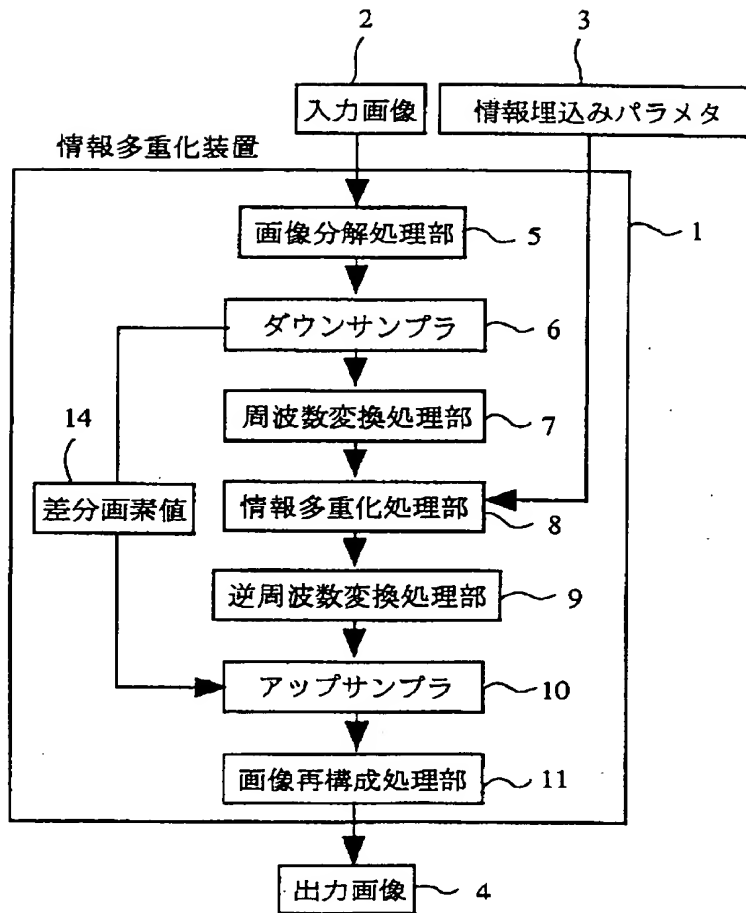 2
3
入力画像
情報埋込みパラメタ
情報多重化装置
1
画像分解処理部
5
ダウンサンプラ
6
14
周波数変換処理部
7
差分画素値
情報多重化処理部
8
逆周波数変換処理部
9
アップサンプラ
10
画像再構成処理部
11
出力画像
4